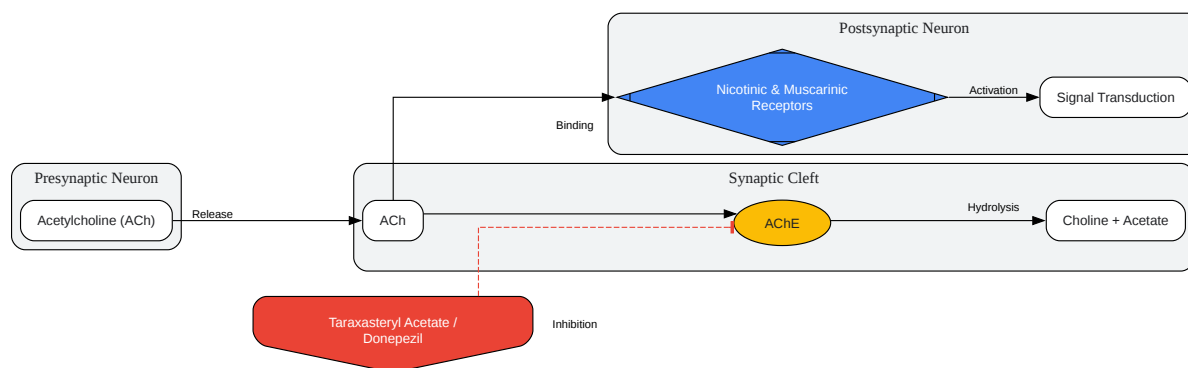 Postsynaptic Neuron
Nicotinic & Muscarinic
Receptors
Activation
Signal Transduction
Binding
Presynaptic Neuron
Acetylcholine (ACh)
Release
Synaptic Cleft
ACh
AChE
Hydrolysis
Choline + Acetate
Taraxasteryl Acetate /
Donepezil
Inhibition